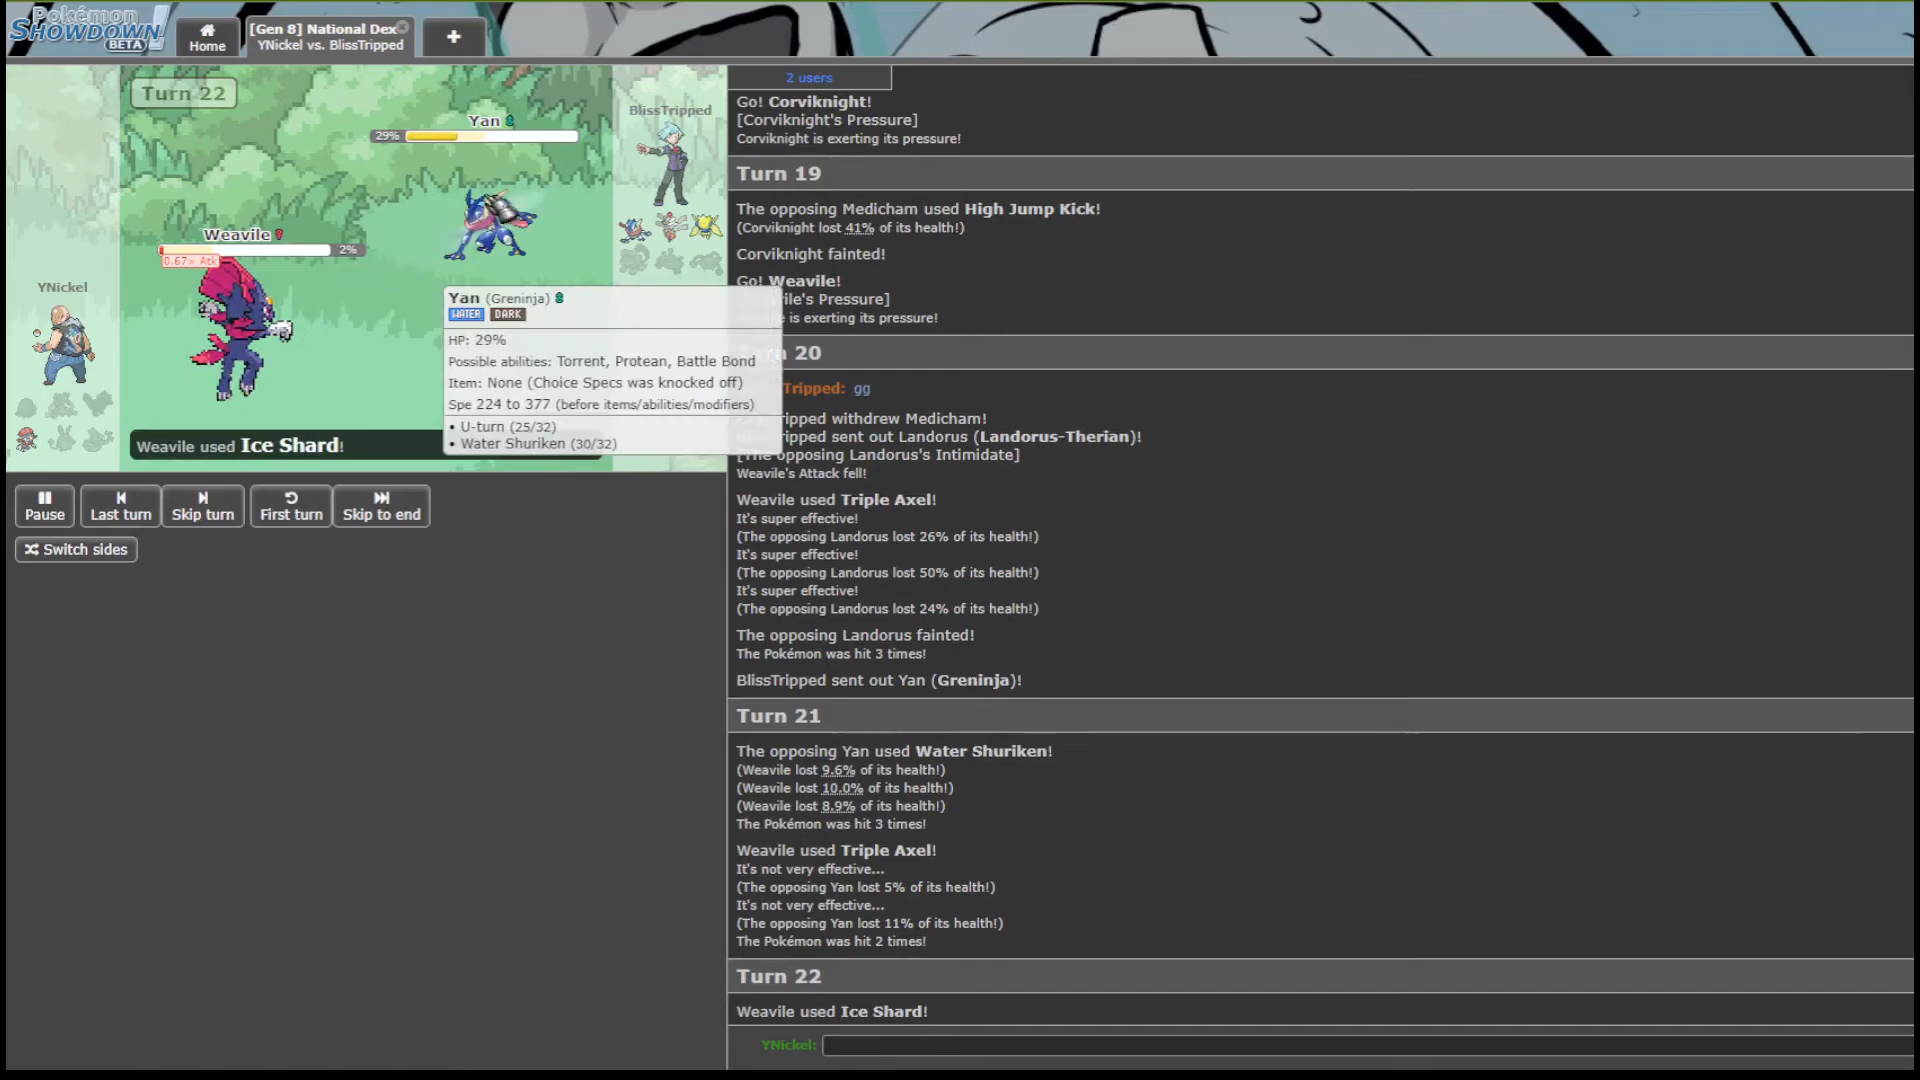 Pokémon
SHOWDOWN!
BETA
Home
[Gen 8] National Dex
YNickel vs. BlissTripped
+
Turn 22
Yan
29%
BlissTripped
Weavile
2%
0.67× Atk
YNickel
Yan (Greninja)
WATER DARK
HP: 29%
Possible abilities: Torrent, Protean, Battle Bond
Item: None (Choice Specs was knocked off)
Spe 224 to 377 (before items/abilities/modifiers)
• U-turn (25/32)
• Water Shuriken (30/32)
Weavile used Ice Shard!
Pause
Last turn
Skip turn
First turn
Skip to end
Switch sides
2 users
Go! Corviknight!
[Corviknight's Pressure]
Corviknight is exerting its pressure!
Turn 19
The opposing Medicham used High Jump Kick!
(Corviknight lost 41% of its health!)
Corviknight fainted!
Go! Weavile!
ile's Pressure]
e is exerting its pressure!
rn 20
Tripped: gg
ripped withdrew Medicham!
ripped sent out Landorus (Landorus-Therian)!
[The opposing Landorus's Intimidate]
Weavile's Attack fell!
Weavile used Triple Axel!
It's super effective!
(The opposing Landorus lost 26% of its health!)
It's super effective!
(The opposing Landorus lost 50% of its health!)
It's super effective!
(The opposing Landorus lost 24% of its health!)
The opposing Landorus fainted!
The Pokémon was hit 3 times!
BlissTripped sent out Yan (Greninja)!
Turn 21
The opposing Yan used Water Shuriken!
(Weavile lost 9.6% of its health!)
(Weavile lost 10.0% of its health!)
(Weavile lost 8.9% of its health!)
The Pokémon was hit 3 times!
Weavile used Triple Axel!
It's not very effective...
(The opposing Yan lost 5% of its health!)
It's not very effective...
(The opposing Yan lost 11% of its health!)
The Pokémon was hit 2 times!
Turn 22
Weavile used Ice Shard!
YNickel: